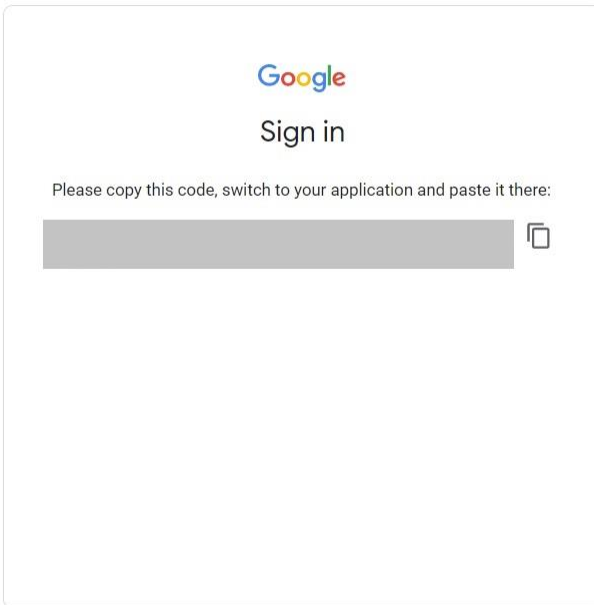 Google
Sign in
Please copy this code, switch to your application and paste it there: